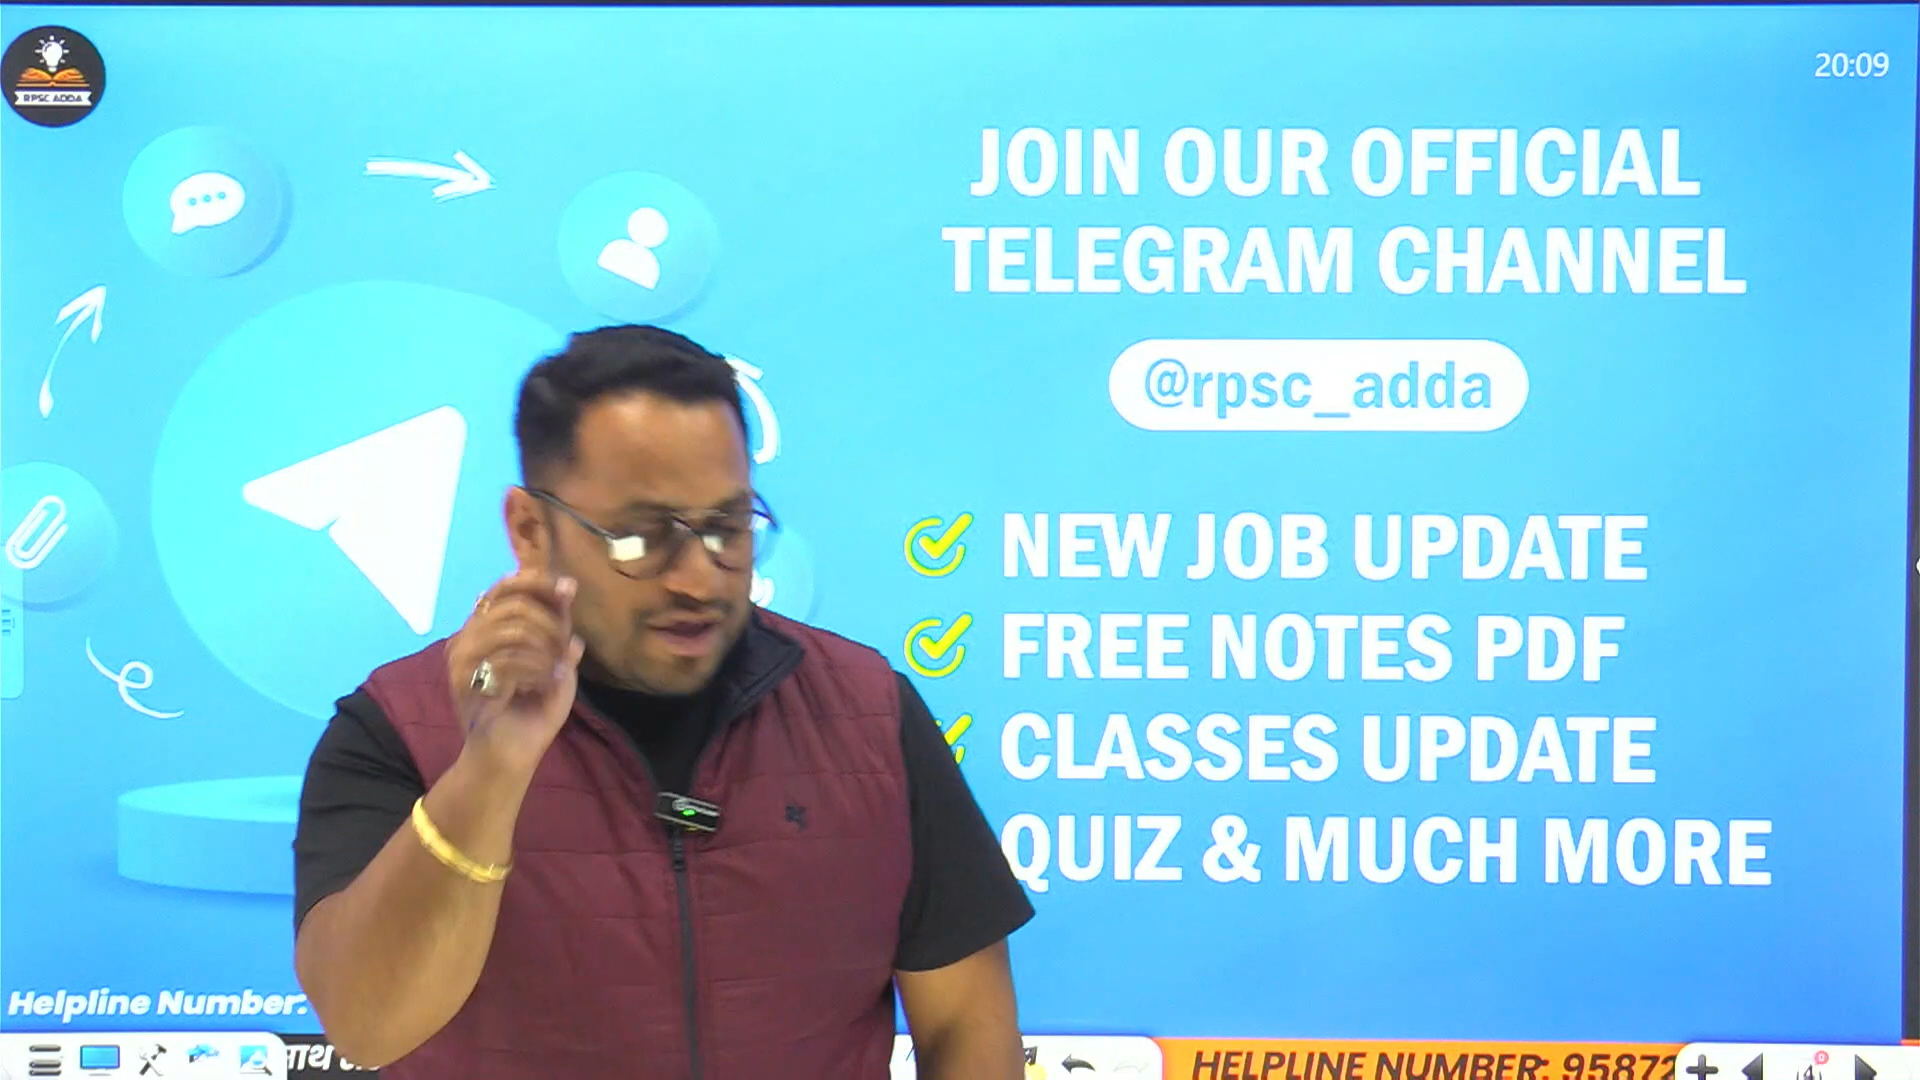 RPSC ADDA
20:09
JOIN OUR OFFICIAL
TELEGRAM CHANNEL
@rpsc_adda
NEW JOB UPDATE
FREE NOTES PDF
CLASSES UPDATE
QUIZ & MUCH MORE
Helpline Number:
HELPLINE NUMBER: 95872